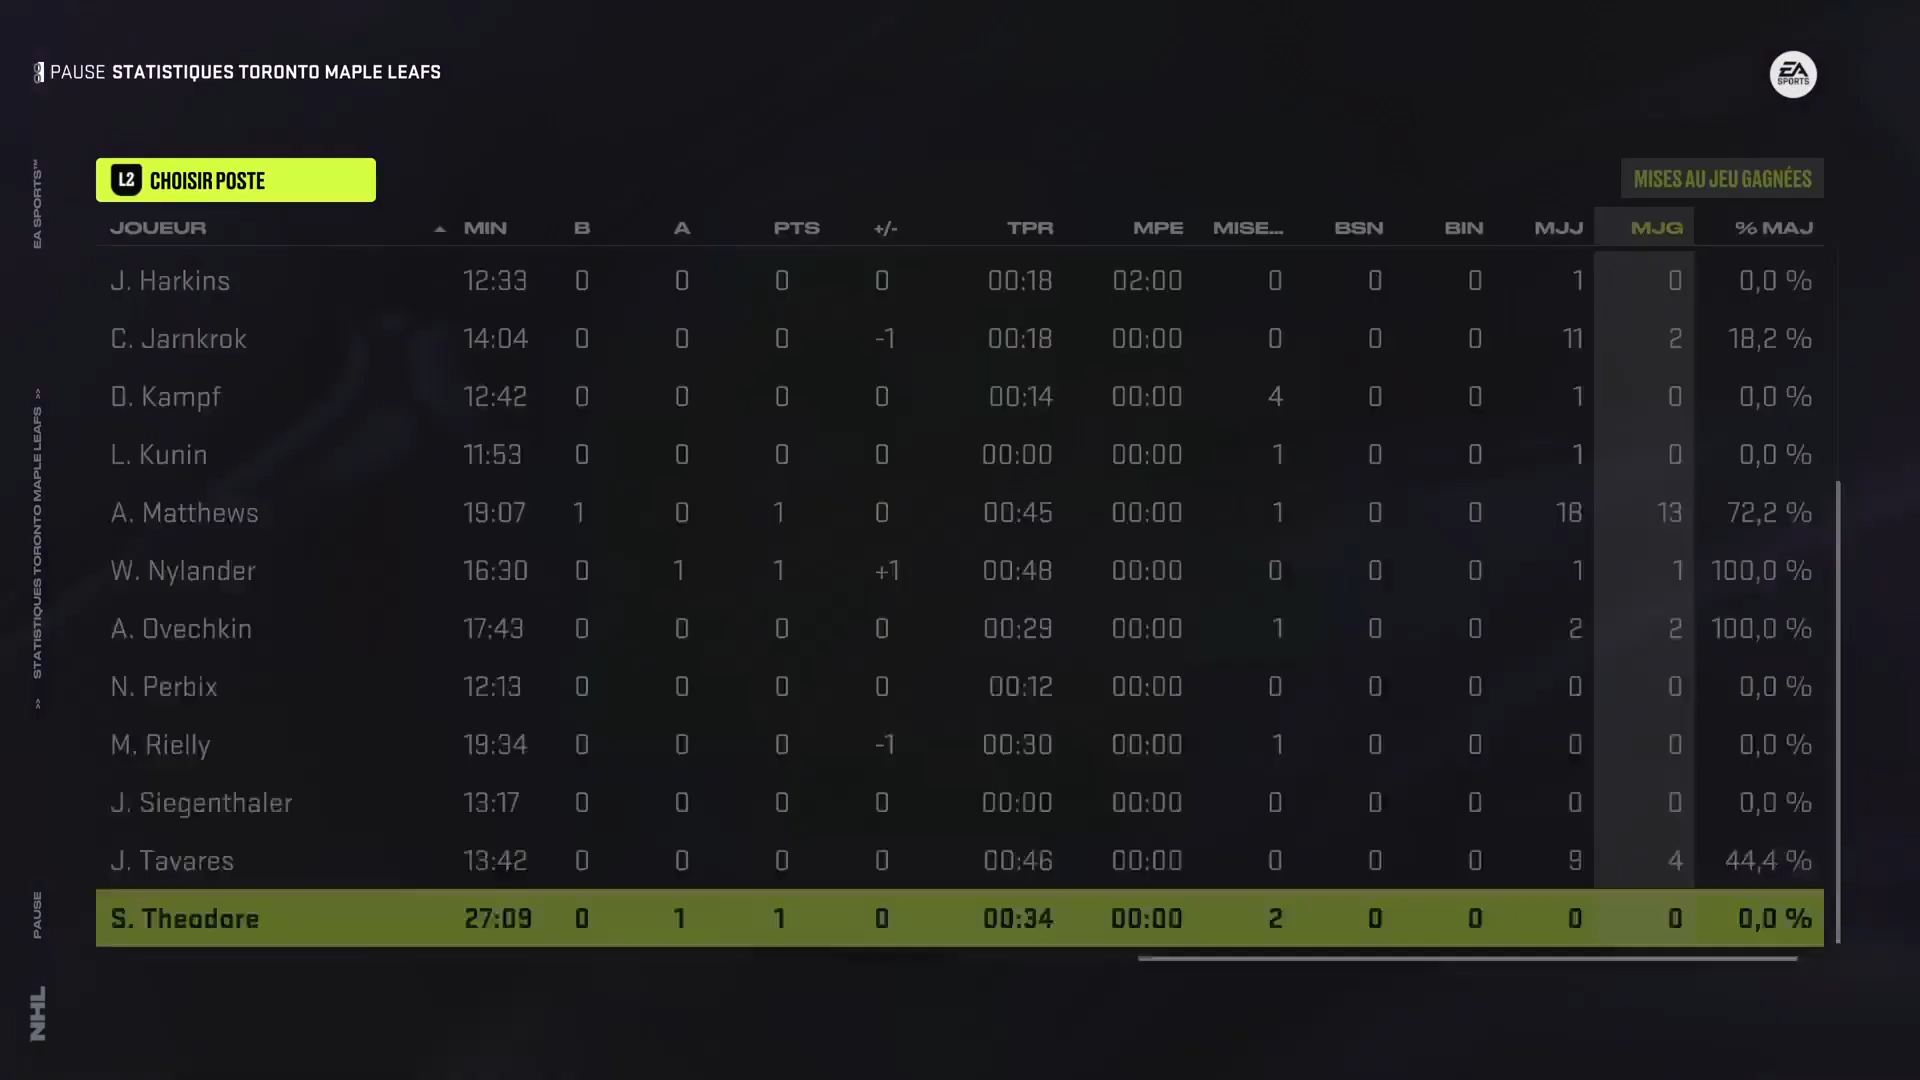 PAUSE STATISTIQUES TORONTO MAPLE LEAFS
EA SPORTS
L2 CHOISIR POSTE
MISES AU JEU GAGNÉES
JOUEUR MIN B A PTS +/- TPR MPE MISE... BSN BIN MJJ MJG % MAJ
J. Harkins 12:33 0 0 0 0 00:18 02:00 0 0 0 1 0 0,0 %
C. Jarnkrok 14:04 0 0 0 -1 00:18 00:00 0 0 0 11 2 18,2 %
D. Kampf 12:42 0 0 0 0 00:14 00:00 4 0 0 1 0 0,0 %
L. Kunin 11:53 0 0 0 0 00:00 00:00 1 0 0 1 0 0,0 %
A. Matthews 19:07 1 0 1 0 00:45 00:00 1 0 0 18 13 72,2 %
W. Nylander 16:30 0 1 1 +1 00:48 00:00 0 0 0 1 1 100,0 %
A. Ovechkin 17:43 0 0 0 0 00:29 00:00 1 0 0 2 2 100,0 %
N. Perbix 12:13 0 0 0 0 00:12 00:00 0 0 0 0 0 0,0 %
M. Rielly 19:34 0 0 0 -1 00:30 00:00 1 0 0 0 0 0,0 %
J. Siegenthaler 13:17 0 0 0 0 00:00 00:00 0 0 0 0 0 0,0 %
J. Tavares 13:42 0 0 0 0 00:46 00:00 0 0 0 9 4 44,4 %
S. Theodore 27:09 0 1 1 0 00:34 00:00 2 0 0 0 0 0,0 %
EA SPORTS™
>> STATISTIQUES TORONTO MAPLE LEAFS >>
PAUSE
NHL